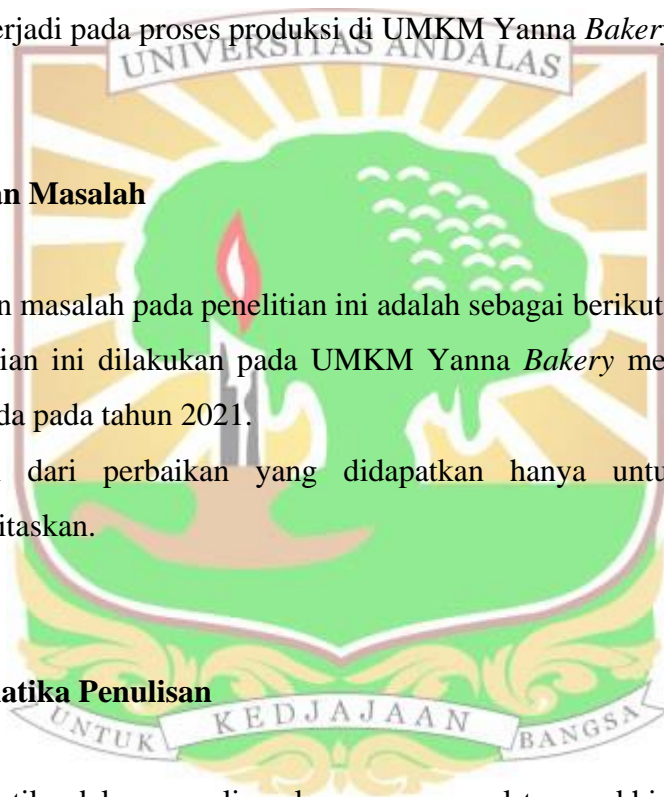 erjadi pada proses produksi di UMKM Yanna Bakery
UNIVERSITAS ANDALAS
an Masalah
n masalah pada penelitian ini adalah sebagai berikut
ian ini dilakukan pada UMKM Yanna Bakery me
da pada tahun 2021.
dari perbaikan yang didapatkan hanya untu
itaskan.
atika Penulisan
UNTUK KEDJAJAAN BANGSA